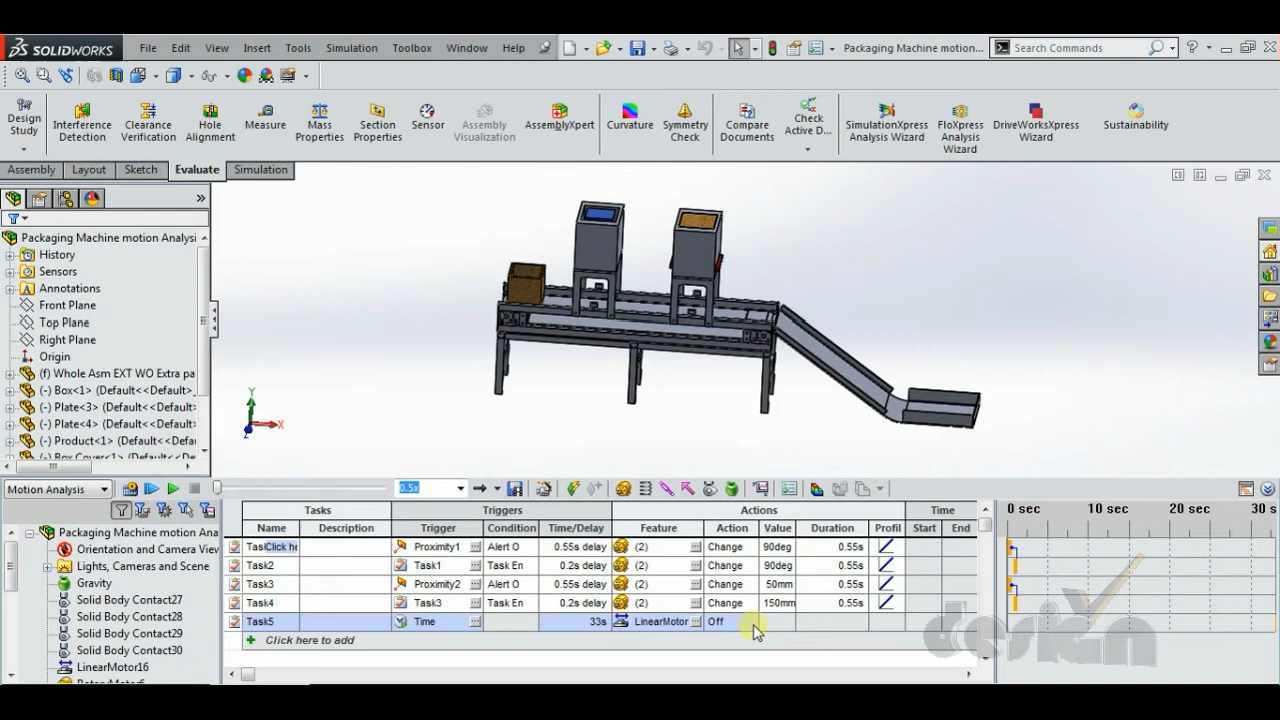 SOLIDWORKS File Edit View Insert Tools Simulation Toolbox Window Help Packaging Machine motion... Search Commands
Design Study
Interference Detection
Clearance Verification
Hole Alignment
Measure
Mass Properties
Section Properties
Sensor
Assembly Visualization
AssemblyXpert
Curvature
Symmetry Check
Compare Documents
Check Active D...
SimulationXpress Analysis Wizard
FloXpress Analysis Wizard
DriveWorksXpress Wizard
Sustainability
Assembly Layout Sketch Evaluate Simulation
Packaging Machine motion Analysi
History
Sensors
Annotations
Front Plane
Top Plane
Right Plane
Origin
(f) Whole Asm EXT WO Extra pa
(-) Box<1> (Default<<Default>
(-) Plate<3> (Default<<Default>
(-) Plate<4> (Default<<Default>
(-) Product<1> (Default<<Defau
(-) Box Cover<1> (Default<<Def
Y
X
Z
Motion Analysis 0.5x
Packaging Machine motion Ana
Orientation and Camera View
Lights, Cameras and Scene
Gravity
Solid Body Contact27
Solid Body Contact28
Solid Body Contact29
Solid Body Contact30
LinearMotor16
Tasks Triggers Actions Time
Name Description Trigger Condition Time/Delay Feature Action Value Duration Profil Start End
Tas Click he Proximity1 Alert O 0.55s delay (2) Change 90deg 0.55s
Task2 Task1 Task En 0.2s delay (2) Change 90deg 0.55s
Task3 Proximity2 Alert O 0.55s delay (2) Change 50mm 0.55s
Task4 Task3 Task En 0.2s delay (2) Change 150mm 0.55s
Task5 Time 33s LinearMotor Off
Click here to add
0 sec 10 sec 20 sec 30 s
design